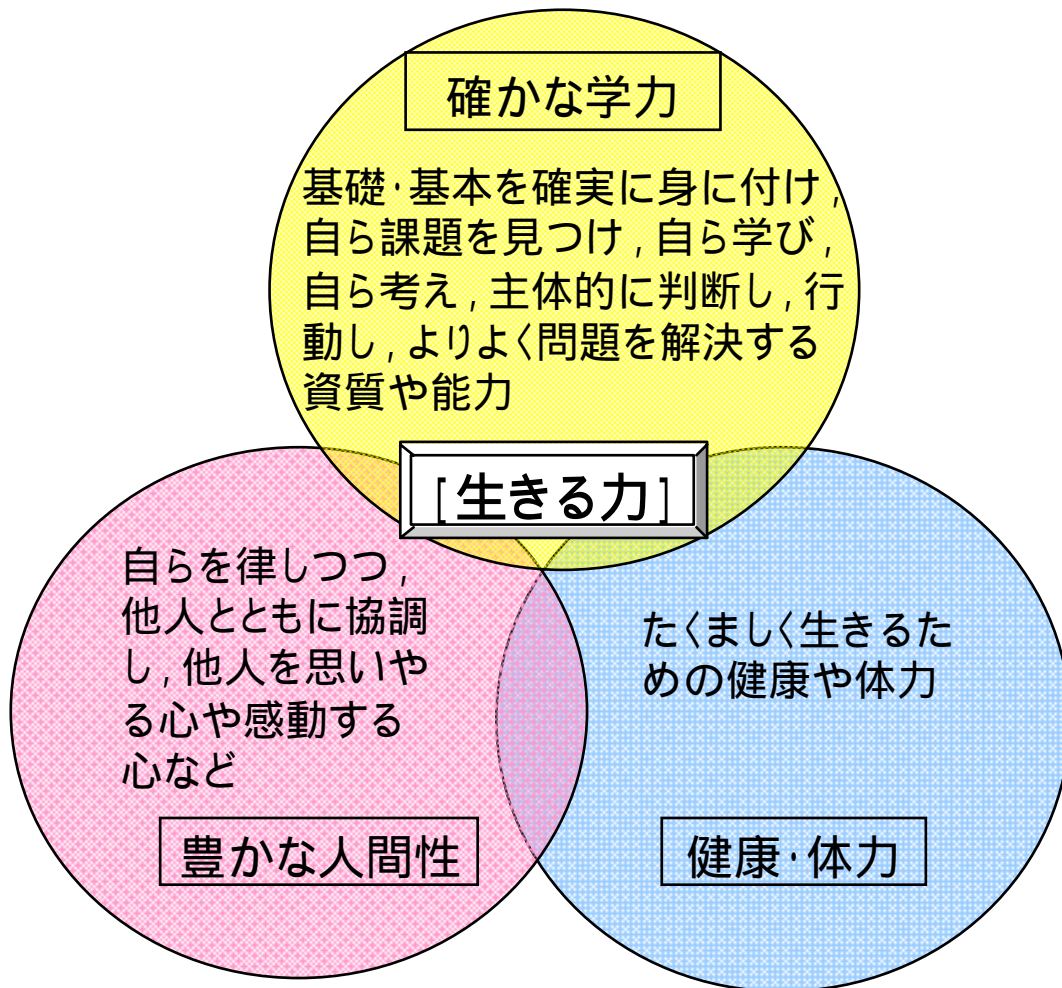 確かな学力
基礎・基本を確実に身に付け,
自ら課題を見つけ,自ら学び,
自ら考え,主体的に判断し,行
動し,よりよく問題を解決する
資質や能力
[生きる力]
自らを律しつつ,
他人とともに協調
し,他人を思いや
る心や感動する
心など
豊かな人間性
たくましく生きるた
めの健康や体力
健康・体力